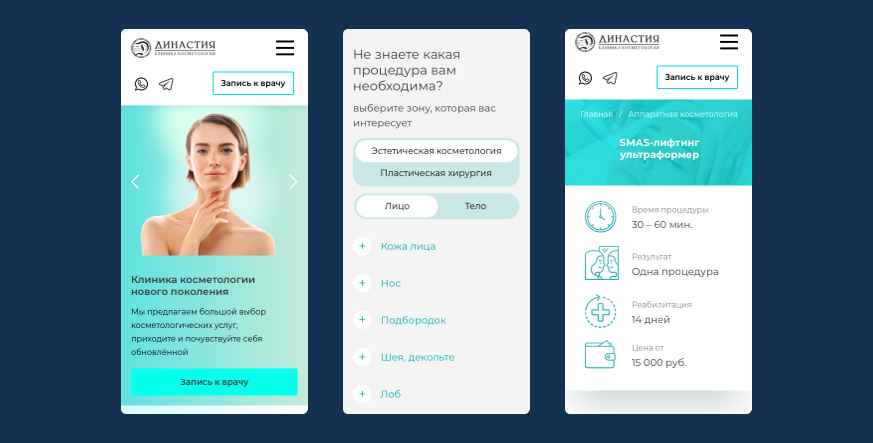 ДИНАСТИЯ
КЛИНИКА КОСМЕТОЛОГИИ
Запись к врачу
Клиника косметологии
нового поколения
Мы предлагаем большой выбор
косметологических услуг,
приходите и почувствуйте себя
обновлённой
Запись к врачу
Не знаете какая
процедура вам
необходима?
выберите зону, которая вас
интересует
Эстетическая косметология
Пластическая хирургия
Лицо Тело
+ Кожа лица
+ Нос
+ Подбородок
+ Шея, декольте
+ Лоб
ДИНАСТИЯ
КЛИНИКА КОСМЕТОЛОГИИ
Запись к врачу
Главная / Аппаратная косметология
SMAS-лифтинг
ультраформер
Время процедуры
30 – 60 мин.
Результат
Одна процедура
Реабилитация
14 дней
Цена от
15 000 руб.